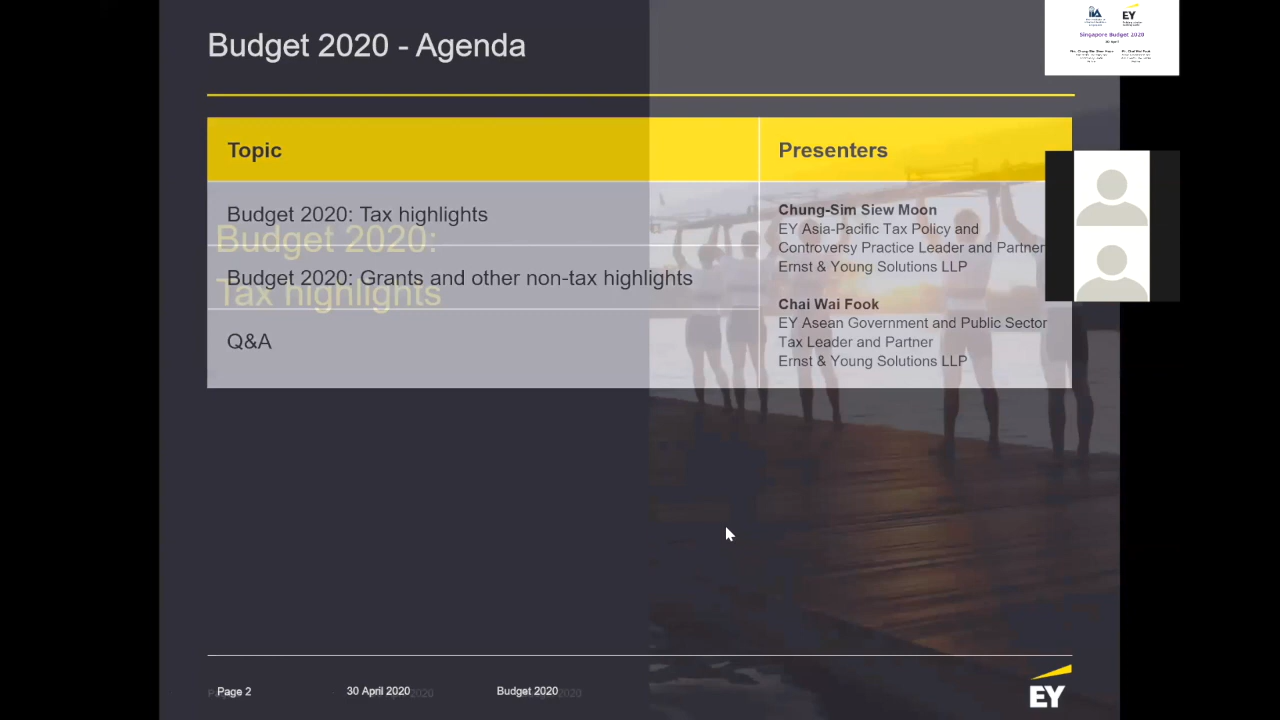 Budget 2020 - Agenda
EY
Singapore Budget 2020
30 April
Topic
Presenters
Budget 2020: Tax highlights
Budget 2020:
Tax highlights
Budget 2020: Grants and other non-tax highlights
Q&A
Chung-Sim Siew Moon
EY Asia-Pacific Tax Policy and
Controversy Practice Leader and Partner
Ernst & Young Solutions LLP
Chai Wai Fook
EY Asean Government and Public Sector
Tax Leader and Partner
Ernst & Young Solutions LLP
Page 2
30 April 2020
Budget 2020
EY